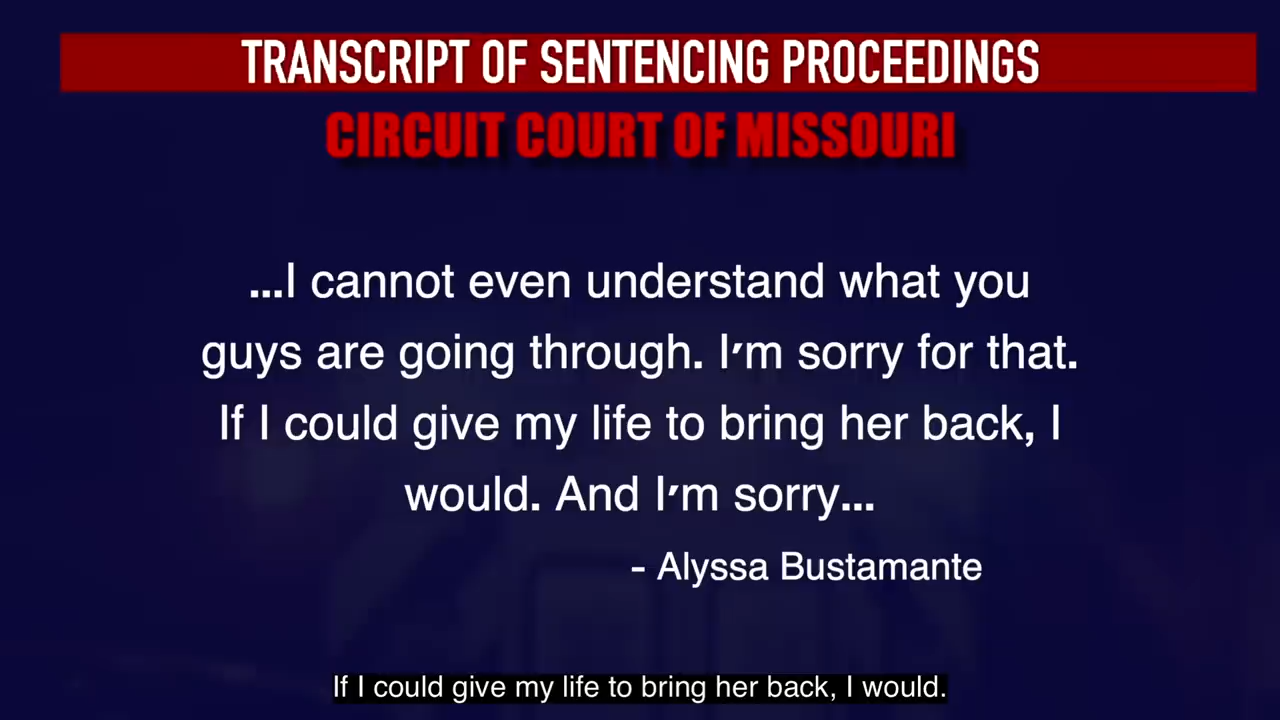 TRANSCRIPT OF SENTENCING PROCEEDINGS
CIRCUIT COURT OF MISSOURI
...I cannot even understand what you
guys are going through. I'm sorry for that.
If I could give my life to bring her back, I
would. And I'm sorry...
- Alyssa Bustamante
If I could give my life to bring her back, I would.